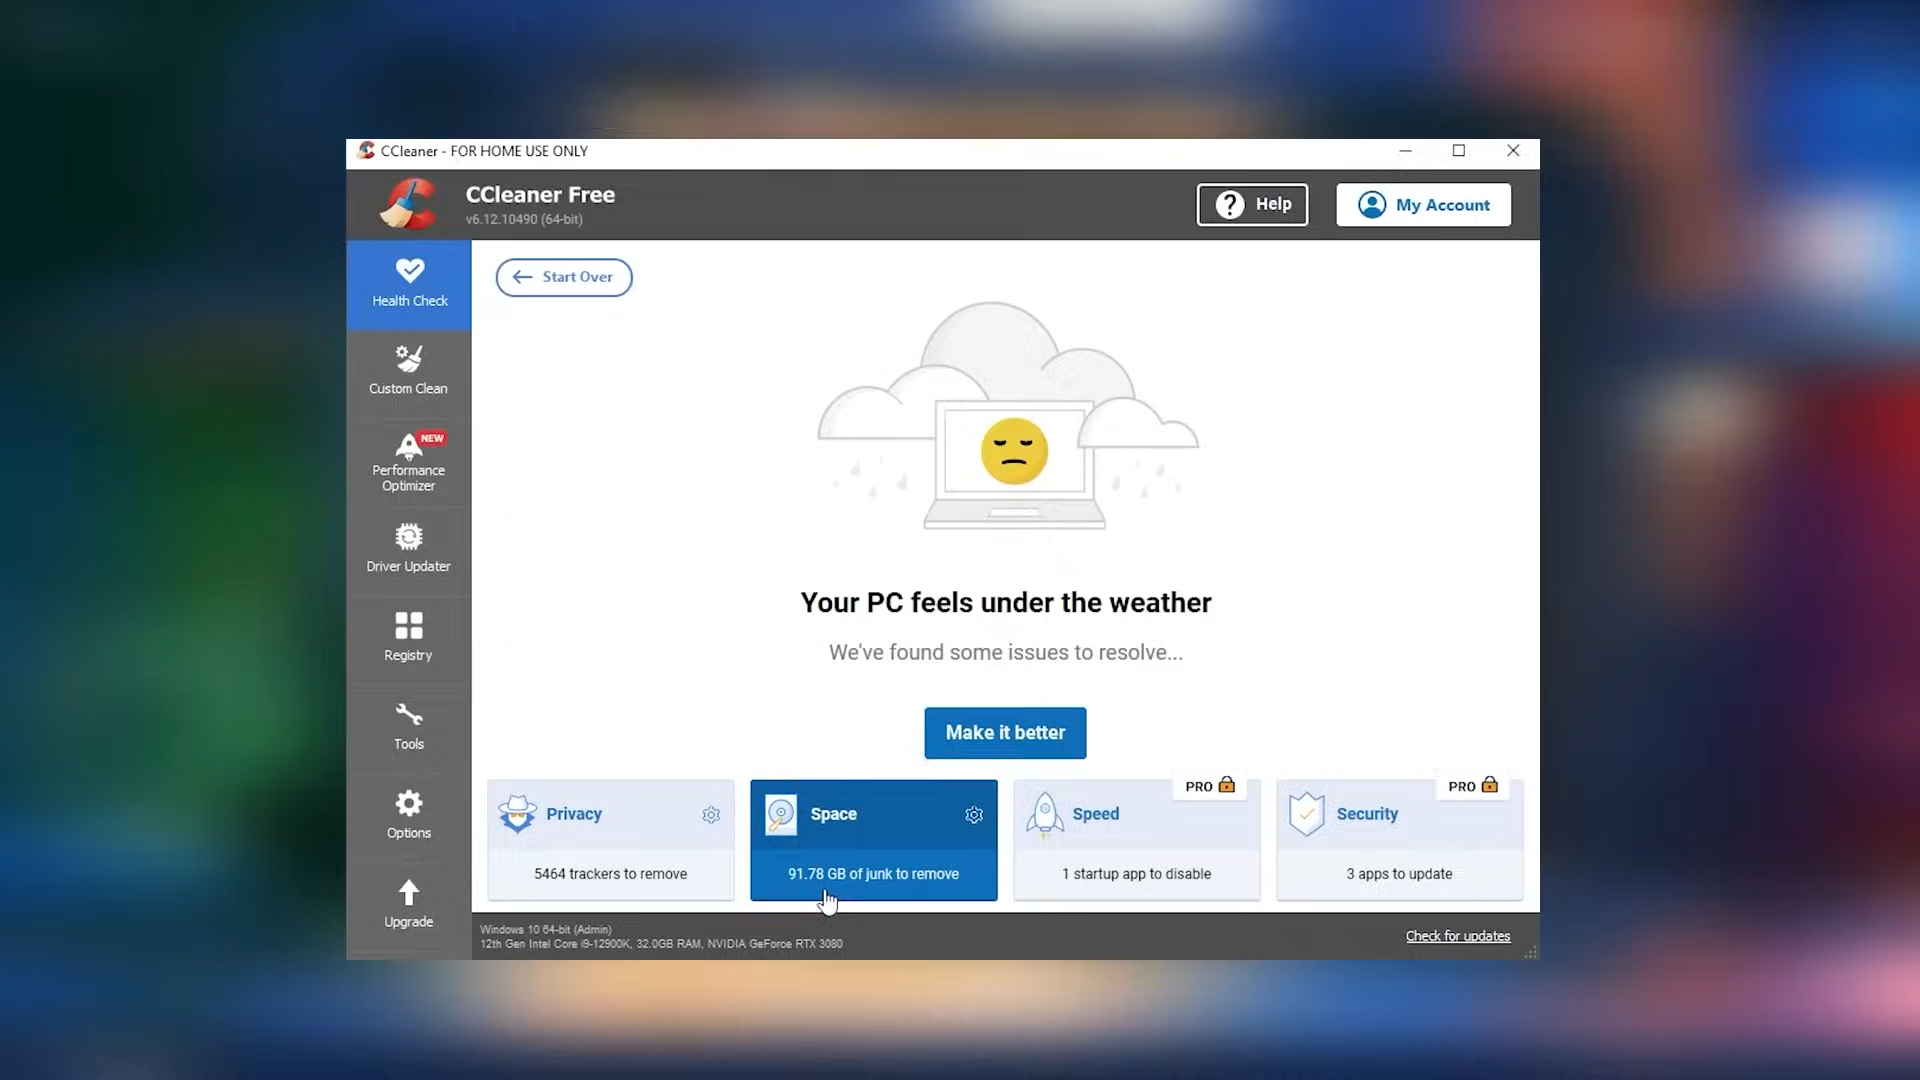 CCleaner - FOR HOME USE ONLY
CCleaner Free
v6.12.10490 (64-bit)
Help
My Account
Health Check
Custom Clean
NEW
Performance
Optimizer
Driver Updater
Registry
Tools
Options
Upgrade
Start Over
Your PC feels under the weather
We've found some issues to resolve...
Make it better
Privacy
5464 trackers to remove
Space
91.78 GB of junk to remove
PRO
Speed
1 startup app to disable
PRO
Security
3 apps to update
Windows 10 64-bit (Admin)
12th Gen Intel Core i9-12900K, 32.0GB RAM, NVIDIA GeForce RTX 3080
Check for updates